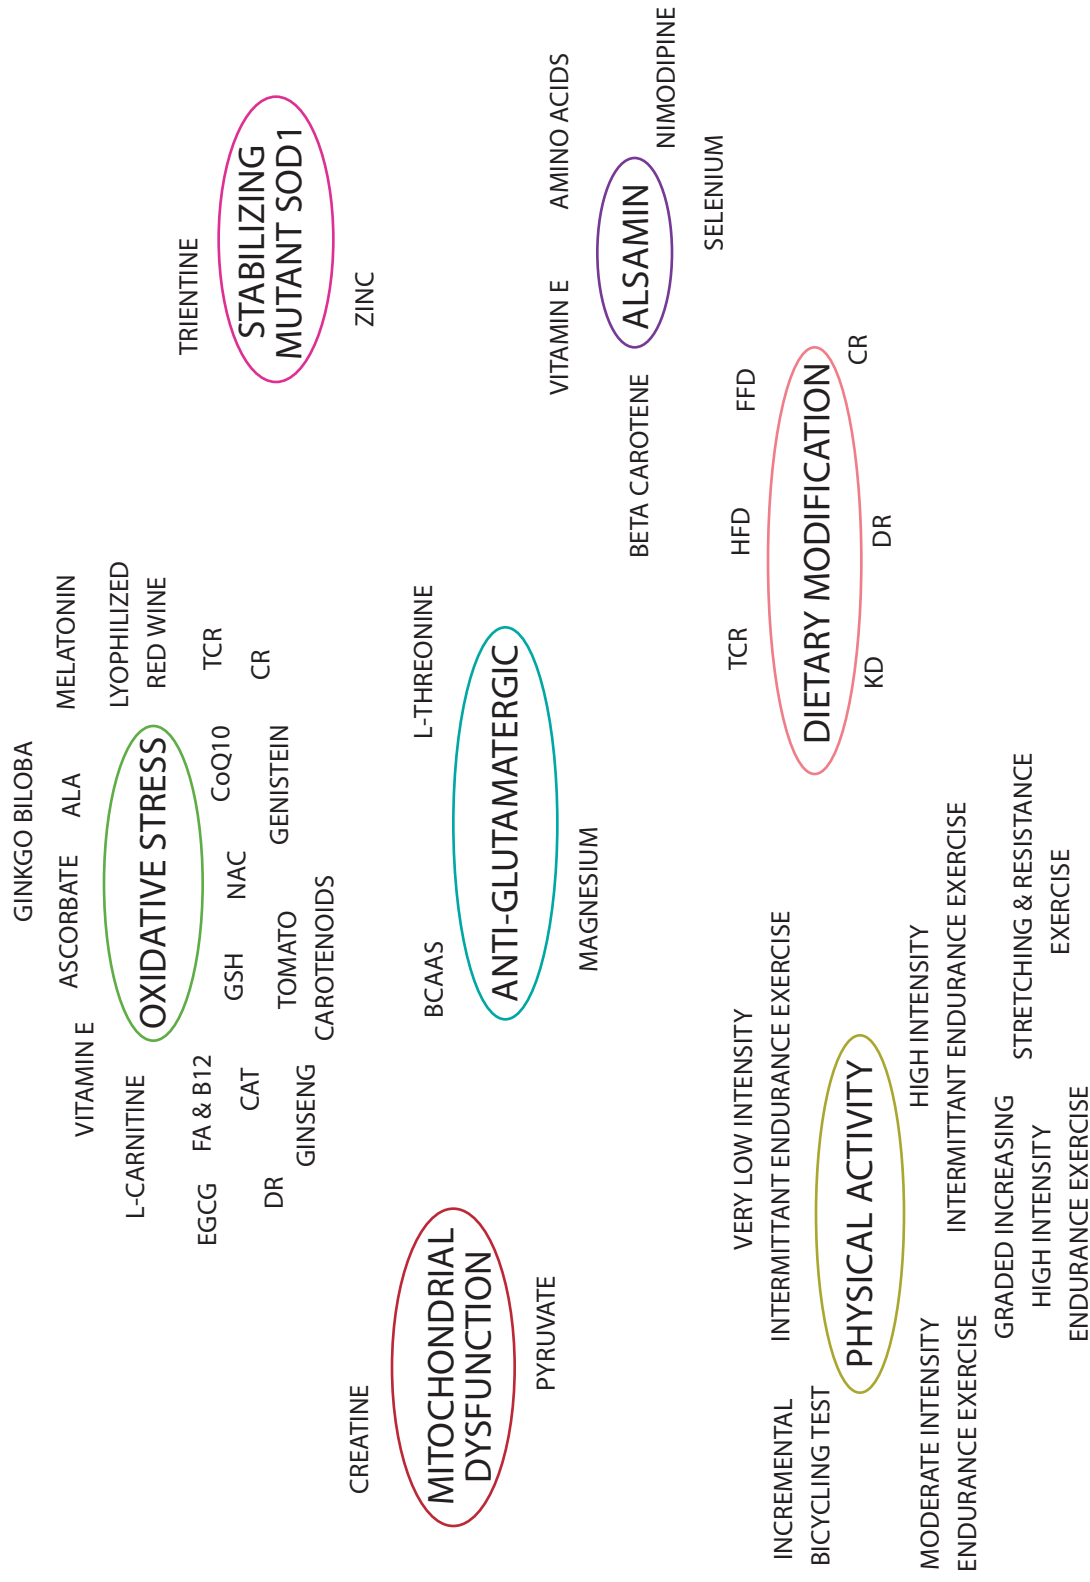 GINKGO BILOBA
VITAMIN E
ASCORBATE
ALA
MELATONIN
L-CARNITINE
OXIDATIVE STRESS
LYOPHILIZED
RED WINE
EGCG
FA & B12
GSH
NAC
CoQ10
TCR
DR
CAT
GINSENG
TOMATO
CAROTENOIDS
GENISTEIN
CR
TRIENTINE
STABILIZING
MUTANT SOD1
ZINC
CREATINE
MITOCHONDRIAL
DYSFUNCTION
PYRUVATE
BCAAS
L-THREONINE
ANTI-GLUTAMATERGIC
MAGNESIUM
VITAMIN E
AMINO ACIDS
BETA CAROTENE
ALSAMIN
NIMODIPINE
SELENIUM
INCREMENTAL
BICYCLING TEST
VERY LOW INTENSITY
INTERMITTANT ENDURANCE EXERCISE
PHYSICAL ACTIVITY
MODERATE INTENSITY
ENDURANCE EXERCISE
HIGH INTENSITY
INTERMITTANT ENDURANCE EXERCISE
GRADED INCREASING
HIGH INTENSITY
ENDURANCE EXERCISE
STRETCHING & RESISTANCE
EXERCISE
TCR
HFD
FFD
DIETARY MODIFICATION
KD
DR
CR